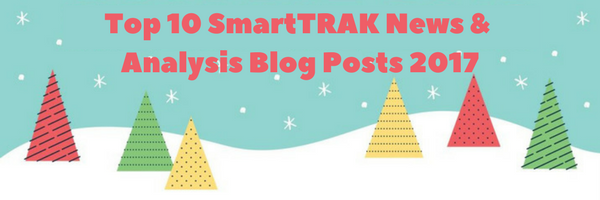 Top 10 SmartTRAK News &
Analysis Blog Posts 2017